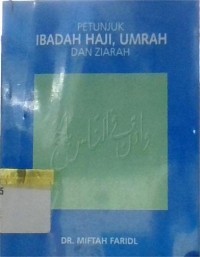 PETUNJUK
IBADAH HAJI, UMRAH
DAN ZIARAH
DR. MIFTAH FARIDL